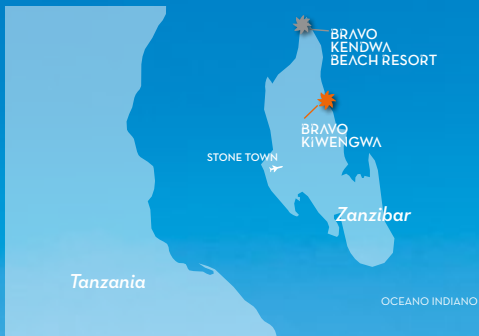 BRAVO
KENDWA
BEACH RESORT
BRAVO
KiWENGWA
STONE TOWN
Zanzibar
Tanzania
OCEANO INDIANO